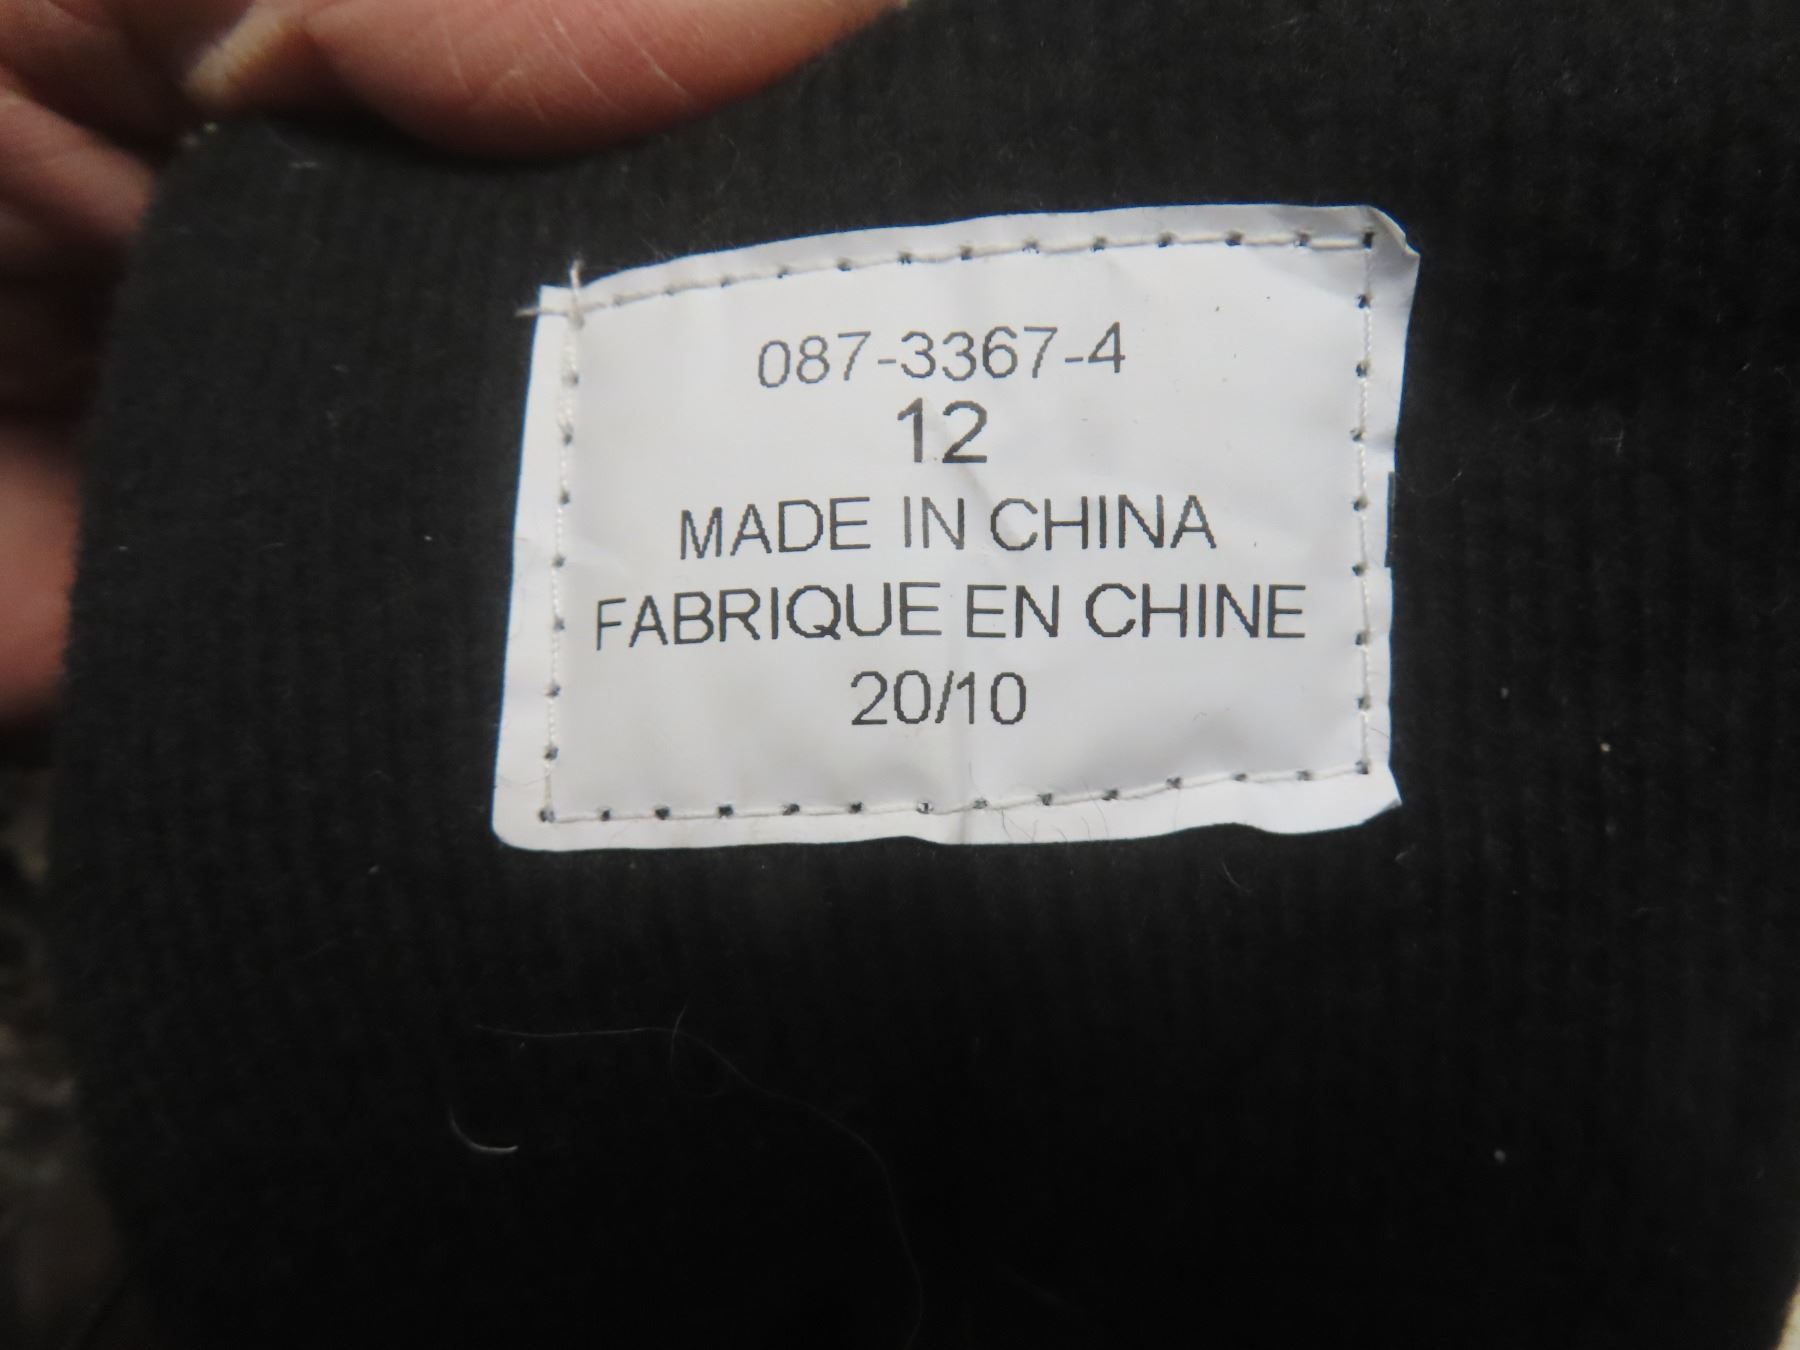 087-3367-4
12
MADE IN CHINA
FABRIQUE EN CHINE
20/10